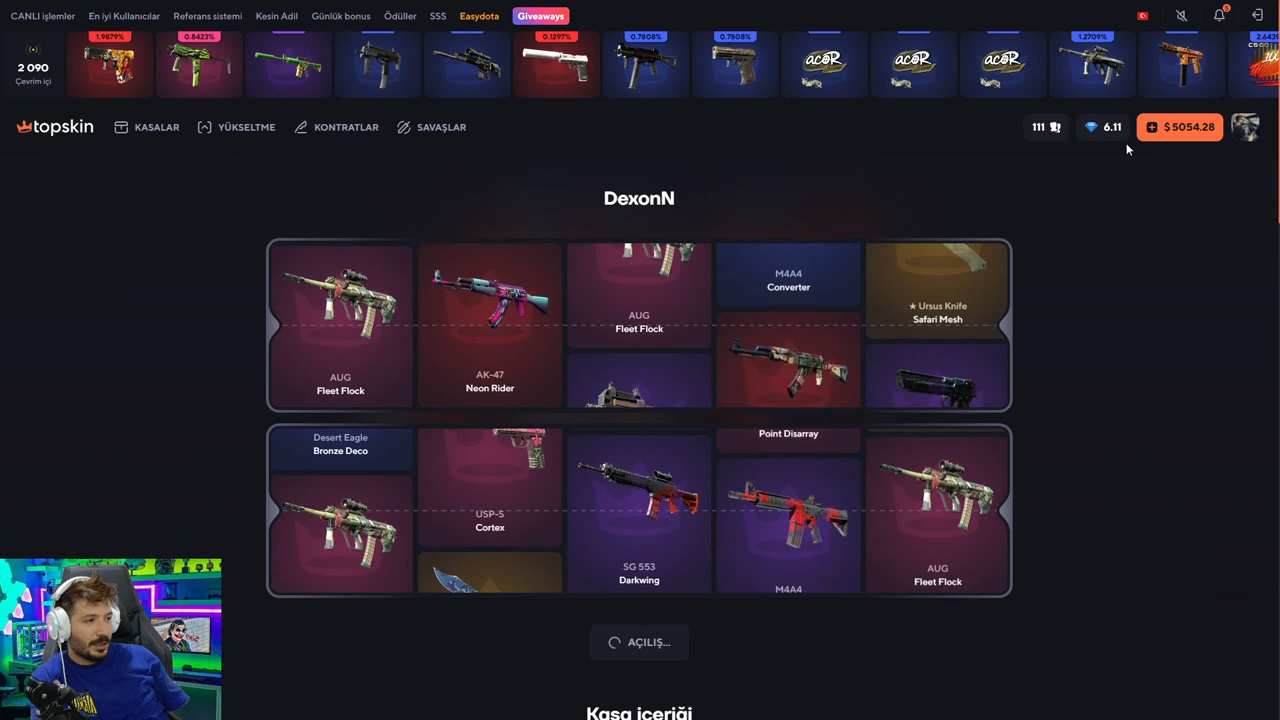 CANLI işlemler
En iyi Kullanıcılar
Referans sistemi
Kesin Adil
Günlük bonus
Ödüller
SSS
Easydota
Giveaways
5
2 090
Çevrim içi
1.9879%
0.8423%
0.1297%
0.7808%
0.7808%
acoR
acoR
acoR
1.2709%
topskin
KASALAR
YÜKSELTME
KONTRATLAR
SAVAŞLAR
111
6.11
$ 5054.28
DexonN
AUG
Fleet Flock
AK-47
Neon Rider
AUG
Fleet Flock
M4A4
Converter
★ Ursus Knife
Safari Mesh
Desert Eagle
Bronze Deco
USP-S
Cortex
SG 553
Darkwing
Point Disarray
M4A4
AUG
Fleet Flock
AÇILIŞ...
Kasa içeriği